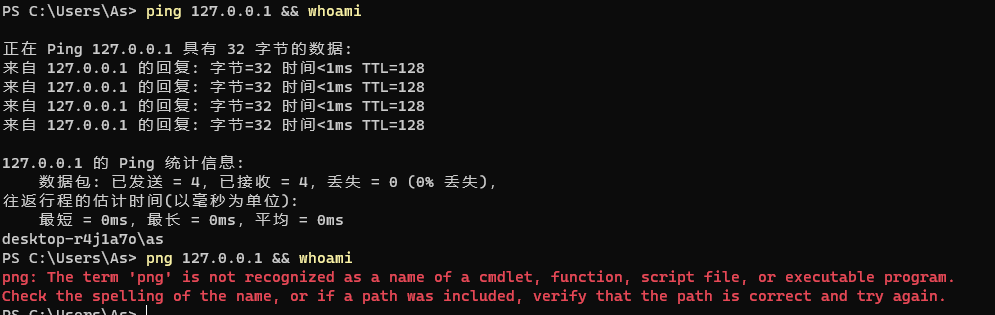 PS C:\Users\As> ping 127.0.0.1 && whoami
正在 Ping 127.0.0.1 具有 32 字节的数据:
来自 127.0.0.1 的回复: 字节=32 时间<1ms TTL=128
来自 127.0.0.1 的回复: 字节=32 时间<1ms TTL=128
来自 127.0.0.1 的回复: 字节=32 时间<1ms TTL=128
来自 127.0.0.1 的回复: 字节=32 时间<1ms TTL=128
127.0.0.1 的 Ping 统计信息:
数据包: 已发送 = 4，已接收 = 4，丢失 = 0 (0% 丢失)，
往返行程的估计时间(以毫秒为单位):
最短 = 0ms，最长 = 0ms，平均 = 0ms
desktop-r4j1a7o\as
PS C:\Users\As> png 127.0.0.1 && whoami
png: The term 'png' is not recognized as a name of a cmdlet, function, script file, or executable program.
Check the spelling of the name, or if a path was included, verify that the path is correct and try again.
PS C:\Users\As>